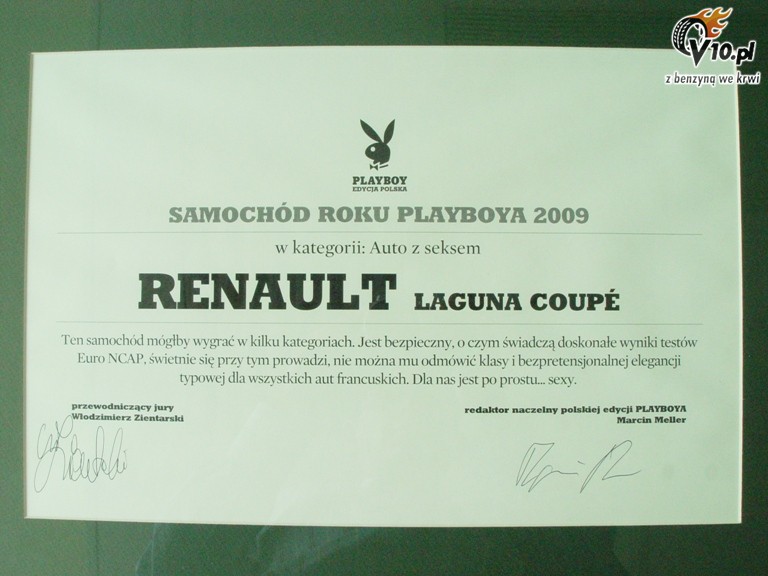 V10.pl
z benzyną we krwi
PLAYBOY
EDYCJA POLSKA
SAMOCHÓD ROKU PLAYBOYA 2009
w kategorii: Auto z seksem
RENAULT LAGUNA COUPÉ
Ten samochód mógłby wygrać w kilku kategoriach. Jest bezpieczny, o czym świadczą doskonałe wyniki testów
Euro NCAP, świetnie się przy tym prowadzi, nie można mu odmówić klasy i bezpretensjonalnej elegancji
typowej dla wszystkich aut francuskich. Dla nas jest po prostu... sexy.
przewodniczący jury
Włodzimierz Zientarski
redaktor naczelny polskiej edycji PLAYBOYA
Marcin Meller